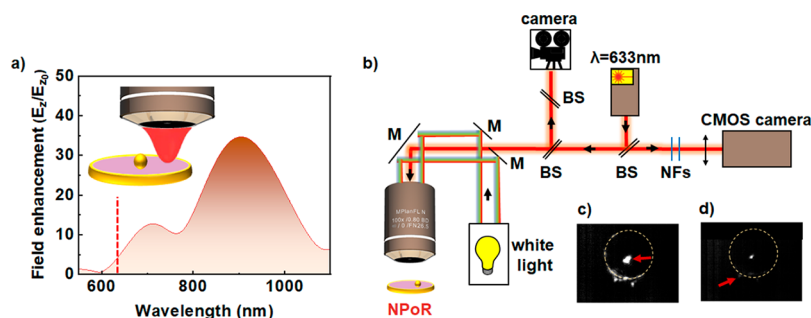 a)
50
40
30
20
10
0
Field enhancement (Ez/Ez0)
600
800
1000
Wavelength (nm)
b)
camera
λ=633nm
BS
CMOS camera
M
M
M
BS
BS
NFs
MPlanFL N
NPoR
white
light
c)
d)